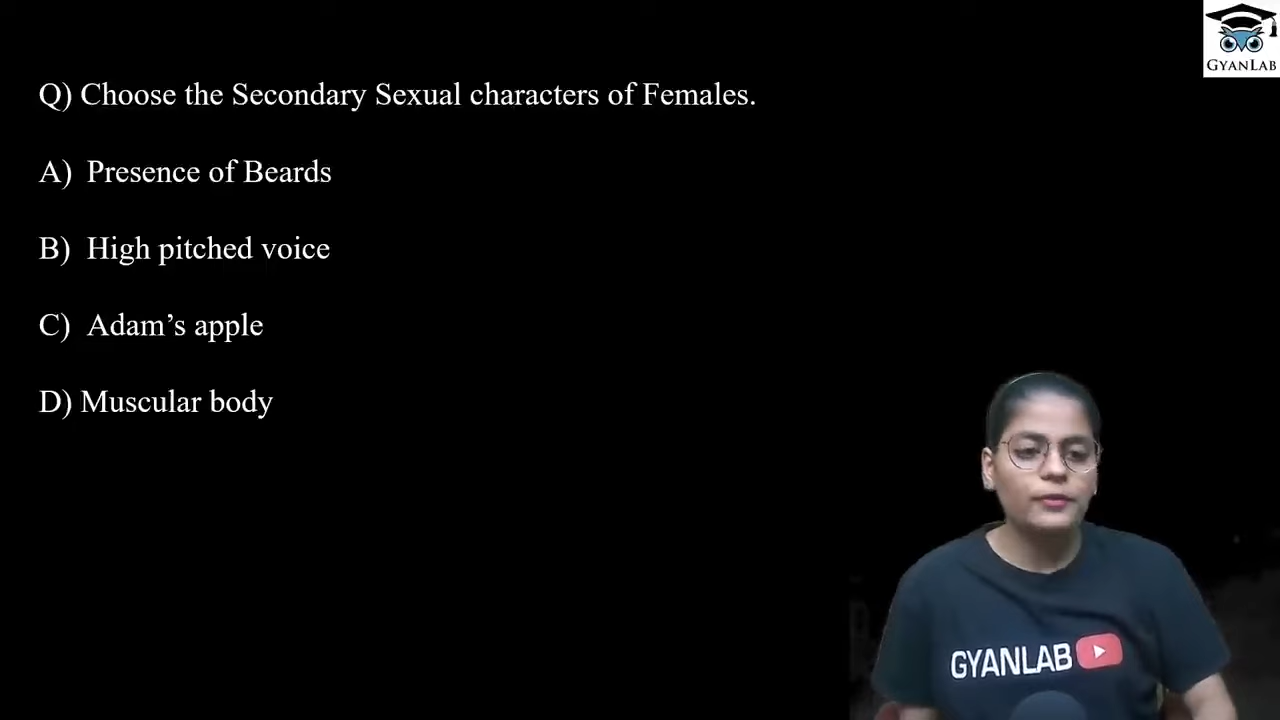 GYANLAB
Q) Choose the Secondary Sexual characters of Females.
A) Presence of Beards
B) High pitched voice
C) Adam’s apple
D) Muscular body
GYANLAB